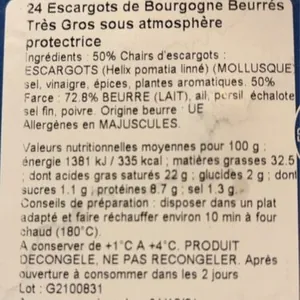 24 Escargots de Bourgogne Beurrés
Très Gros sous atmosphère
protectrice
Ingrédients : 50% Chairs d'escargots :
ESCARGOTS (Helix pomatia linné) (MOLLUSQUE)
sel, vinaigre, épices, plantes aromatiques. 50%
Farce : 72.8% BEURRE (LAIT), ail, persil, échalote,
sel fin, poivre. Origine beurre : UE
Allergènes en MAJUSCULES.
Valeurs nutritionnelles moyennes pour 100 g :
énergie 1381 kJ / 335 kcal ; matières grasses 32.5
; dont acides gras saturés 22 g ; glucides 2 g ; dont
sucres 1.1 g ; protéines 8.7 g ; sel 1.3 g.
Conseils de préparation : disposer dans un plat
adapté et faire réchauffer environ 10 min à four
chaud (180°C).
A conserver de +1°C A +4°C. PRODUIT
DECONGELE, NE PAS RECONGELER. Après
ouverture à consommer dans les 2 jours
Lot : G2100831